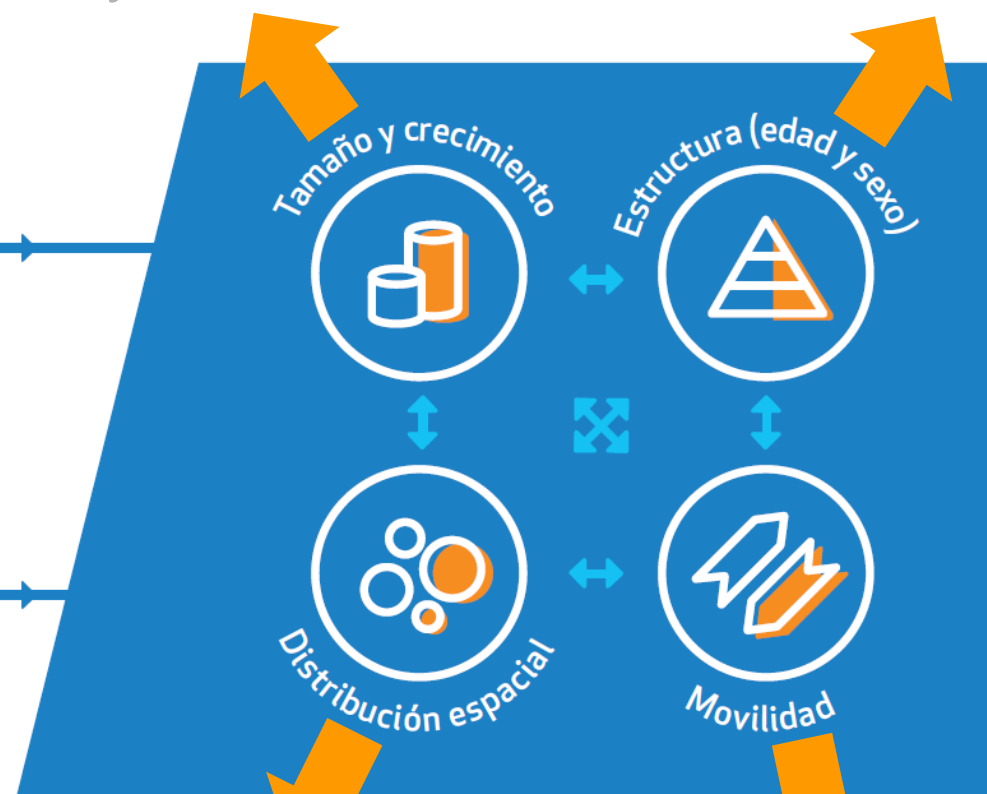 Tamaño y crecimiento
Estructura (edad y sexo)
Distribución espacial
Movilidad